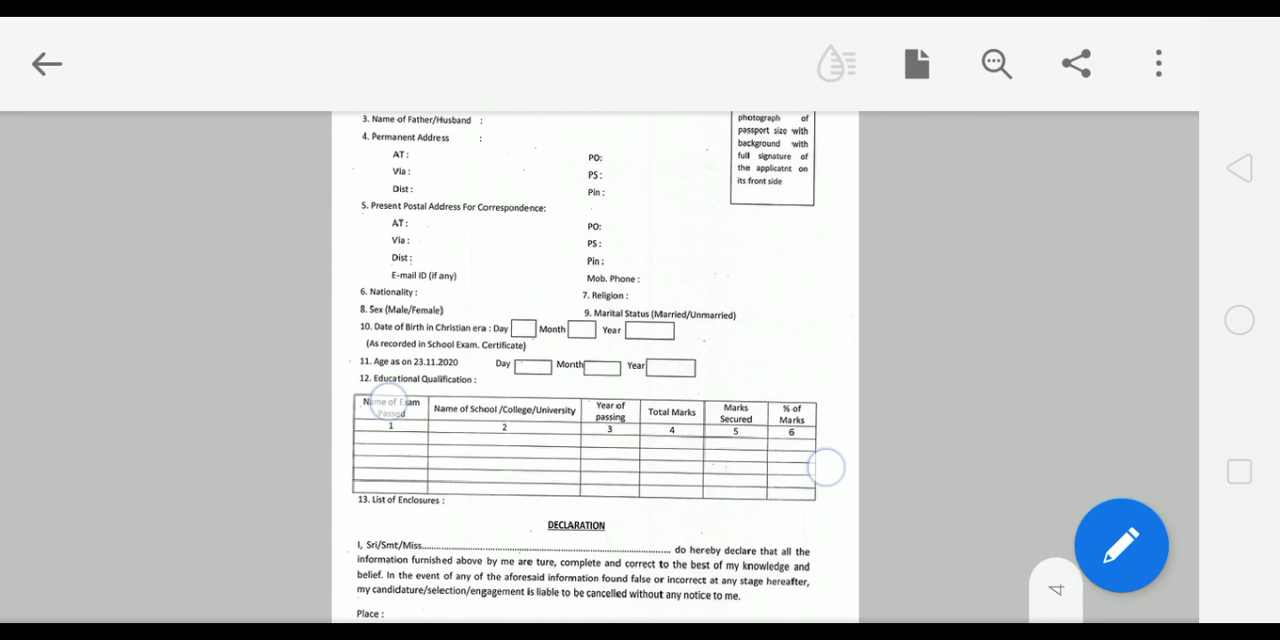 3. Name of Father/Husband :
4. Permanent Address :
AT :
PO:
Via :
PS :
Dist :
Pin :
photograph of
passport size with
background with
full signature of
the applicatnt on
its front side
5. Present Postal Address For Correspondence:
AT :
PO:
Via :
PS :
Dist :
Pin :
E-mail ID (if any)
Mob. Phone :
6. Nationality :
7. Religion :
8. Sex (Male/Female)
9. Marital Status (Married/Unmarried)
10. Date of Birth in Christian era : Day Month Year
(As recorded in School Exam. Certificate)
11. Age as on 23.11.2020 Day Month Year
12. Educational Qualification :
Name of Exam
Passed
Name of School /College/University
Year of
passing
Total Marks
Marks
Secured
% of
Marks
1 2 3 4 5 6
13. List of Enclosures :
DECLARATION
I, Sri/Smt/Miss............................................................................ do hereby declare that all the
information furnished above by me are ture, complete and correct to the best of my knowledge and
belief. In the event of any of the aforesaid information found false or incorrect at any stage hereafter,
my candidature/selection/engagement is liable to be cancelled without any notice to me.
Place :
4